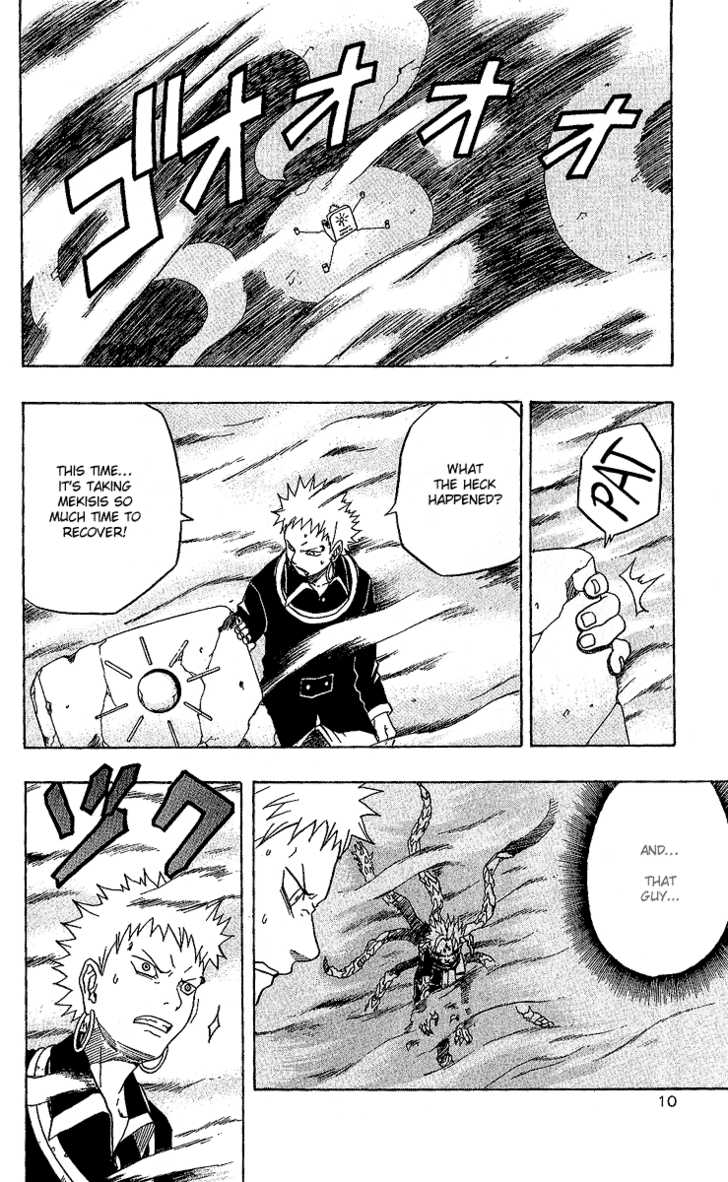 ゴオオオオ
PAT
WHAT
THE HECK
HAPPENED?
THIS TIME...
IT'S TAKING
MEKISIS SO
MUCH TIME TO
RECOVER!
AND...
THAT
GUY...
ヅク
10